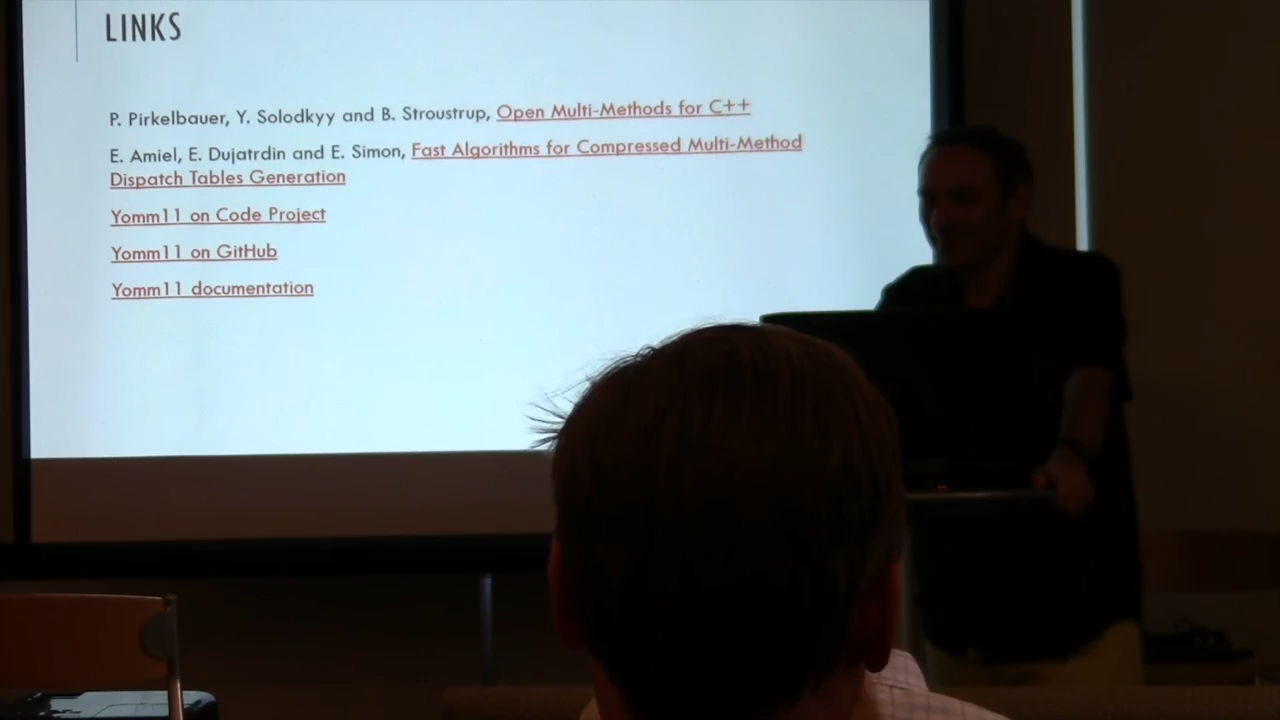 LINKS
P. Pirkelbauer, Y. Solodkyy and B. Stroustrup, Open Multi-Methods for C++
E. Amiel, E. Dujatrdin and E. Simon, Fast Algorithms for Compressed Multi-Method
Dispatch Tables Generation
Yomm11 on Code Project
Yomm11 on GitHub
Yomm11 documentation